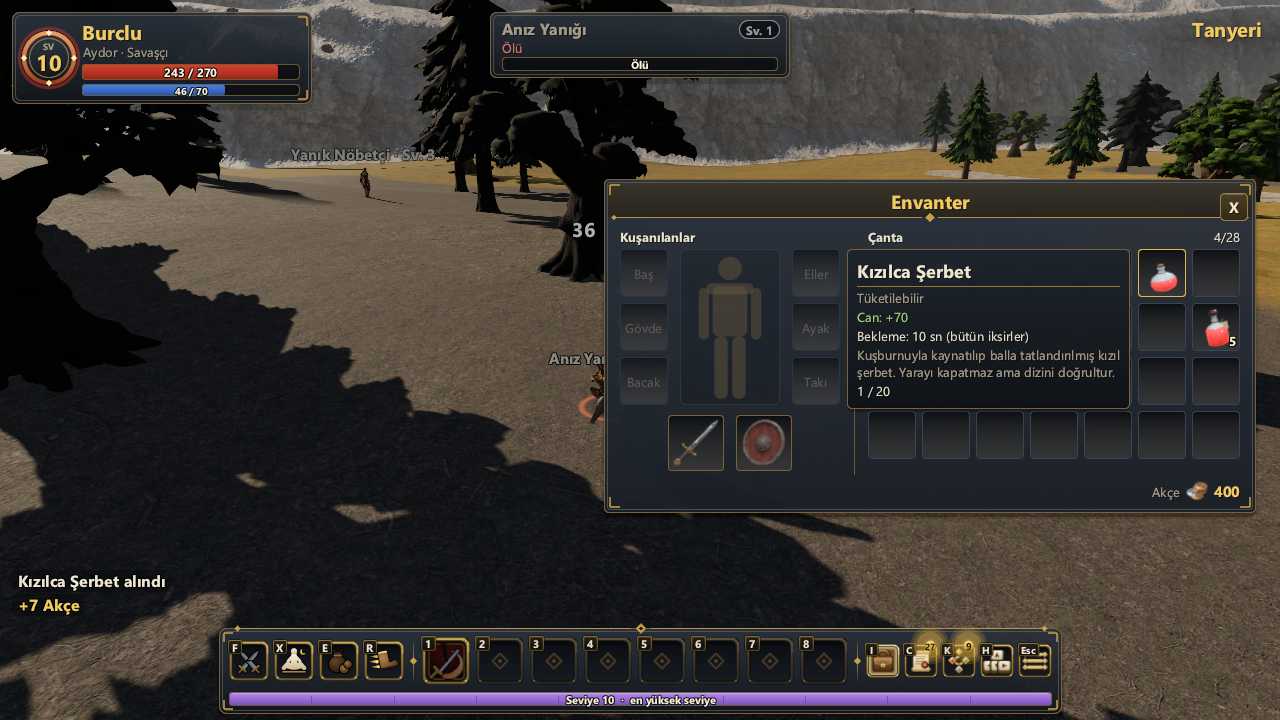 SV
10
Burclu
Aydor · Savaşçı
243 / 270
46 / 70
Anız Yanığı
Sv. 1
Ölü
Ölü
Tanyeri
Yanık Nöbetçi · Sv. 3
36
Anız Yan
Envanter
X
Kuşanılanlar
Çanta
4/28
Baş
Eller
Gövde
Ayak
Bacak
Takı
Kızılca Şerbet
Tüketilebilir
Can: +70
Bekleme: 10 sn (bütün iksirler)
Kuşburnuyla kaynatılıp balla tatlandırılmış kızıl
şerbet. Yarayı kapatmaz ama dizini doğrultur.
1 / 20
5
Akçe
400
Kızılca Şerbet alındı
+7 Akçe
F
X
E
R
1
2
3
4
5
6
7
8
I
C
27
K
9
H
Esc
Seviye 10 · en yüksek seviye